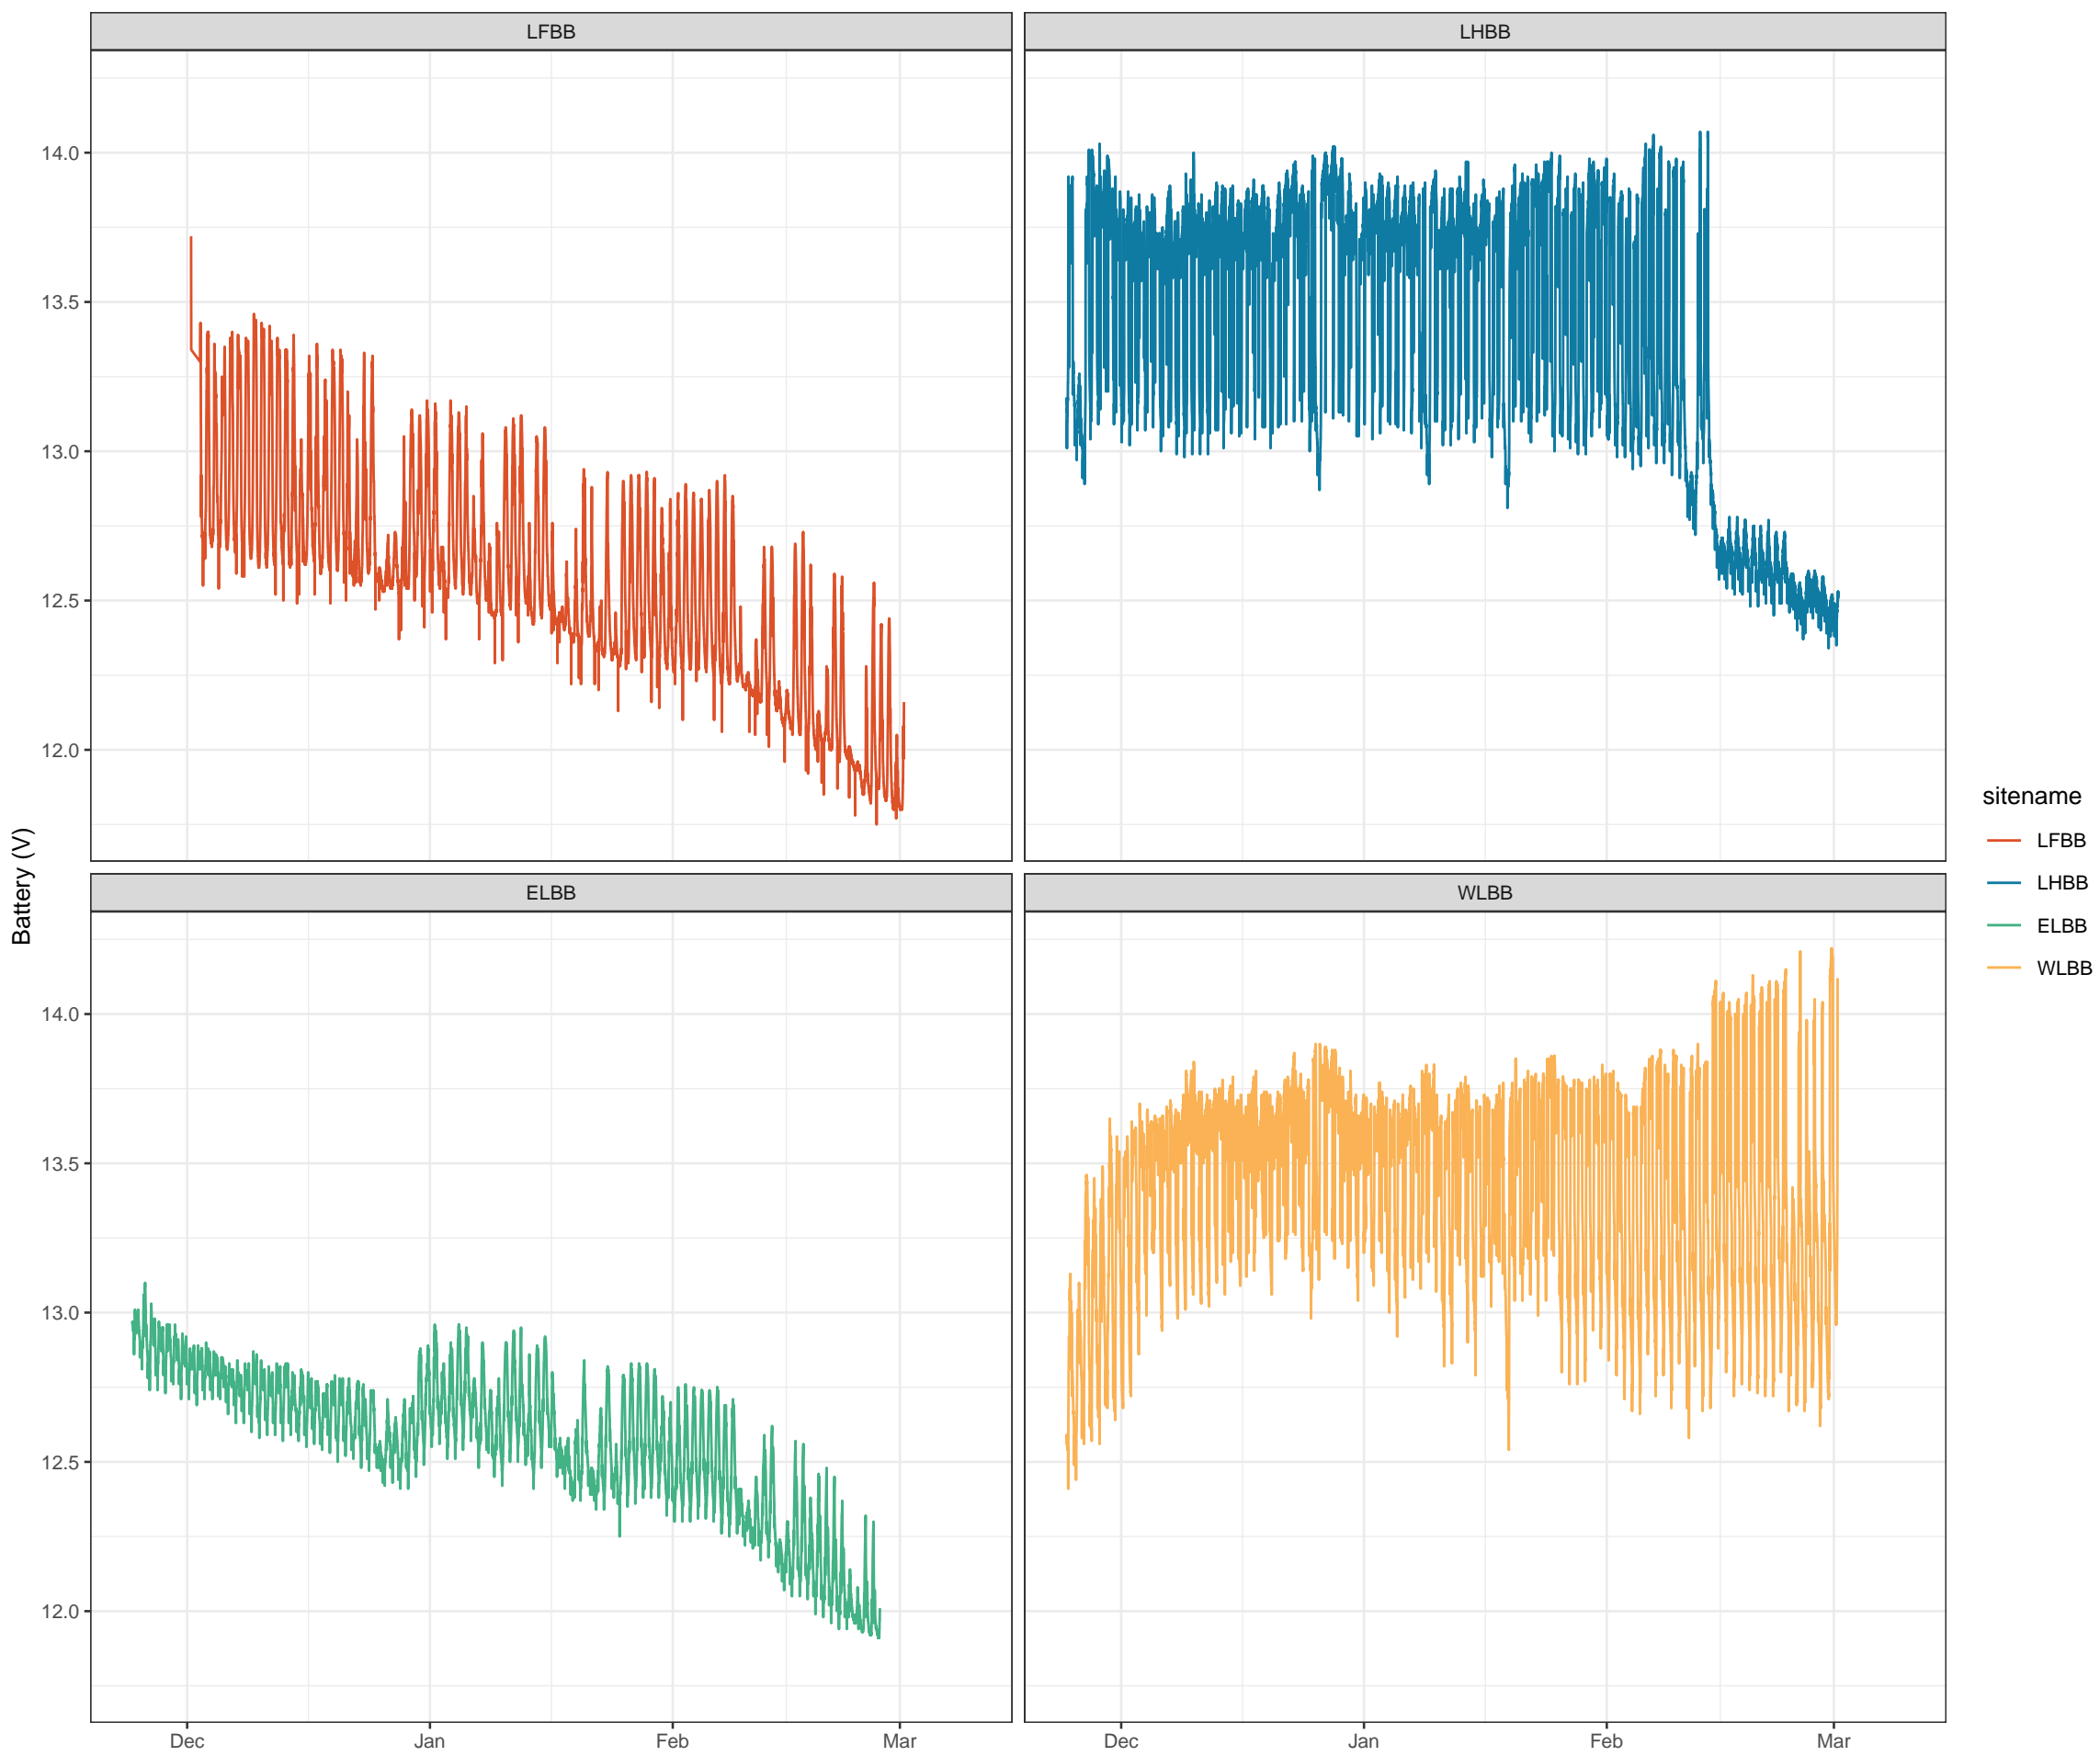 LFBB
LHBB
14.0
13.5
13.0
12.5
12.0
Battery (V)
ELBB
WLBB
14.0
13.5
13.0
12.5
12.0
Dec
Jan
Feb
Mar
Dec
Jan
Feb
Mar
sitename
LFBB
LHBB
ELBB
WLBB